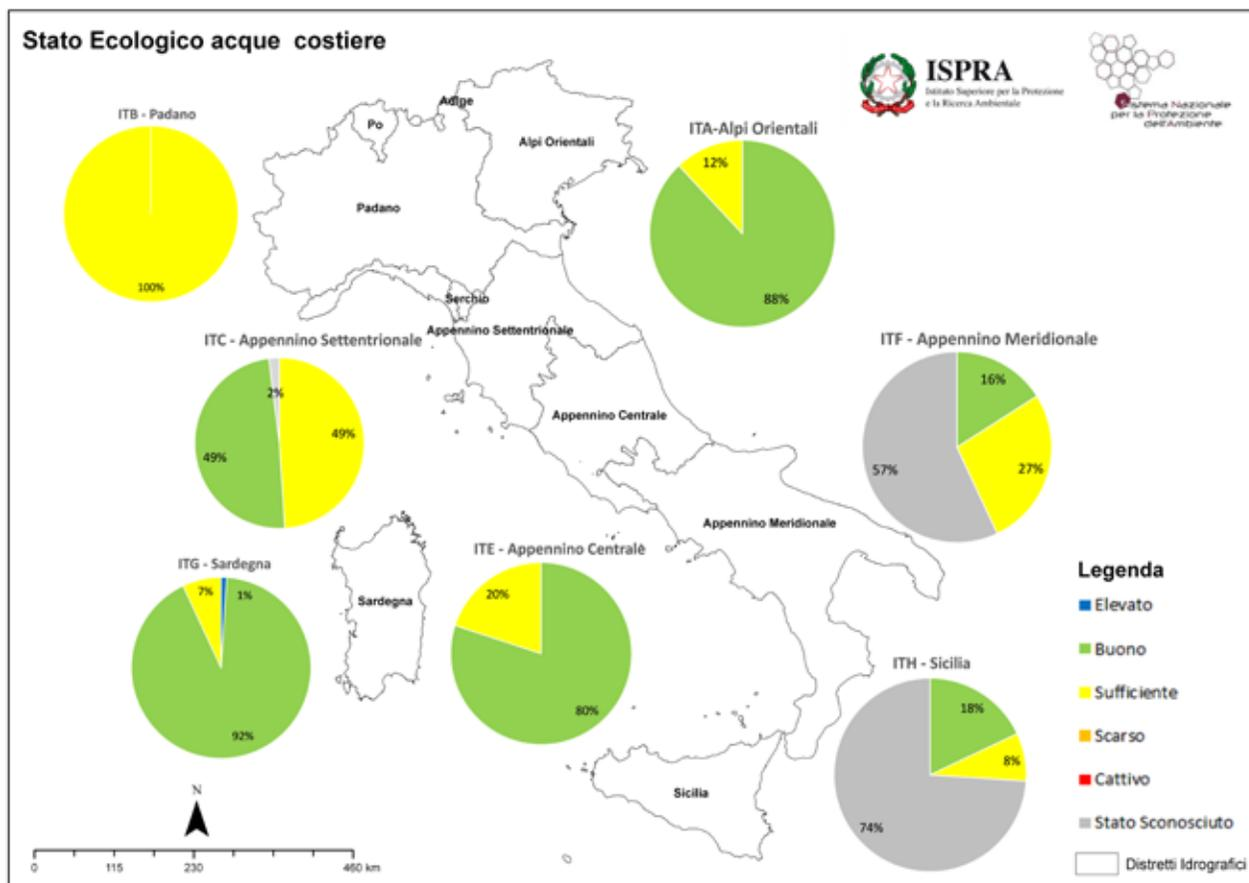 Stato Ecologico acque costiere
ISPRA
Istituto Superiore per la Protezione
e la Ricerca Ambientale
Sistema Nazionale
per la Protezione
dell'Ambiente
ITB - Padano
100%
Adige
Po
Alpi Orientali
Padano
ITA-Alpi Orientali
12%
88%
Serchio
Appennino Settentrionale
ITC - Appennino Settentrionale
2%
49%
49%
Appennino Centrale
ITF - Appennino Meridionale
16%
57%
27%
Appennino Meridionale
ITG - Sardegna
7%
1%
92%
Sardegna
ITE - Appennino Centrale
20%
80%
Legenda
Elevato
Buono
Sufficiente
Scarso
Cattivo
Stato Sconosciuto
Distretti Idrografici
ITH - Sicilia
18%
8%
74%
Sicilia
N
0 115 230 460 km